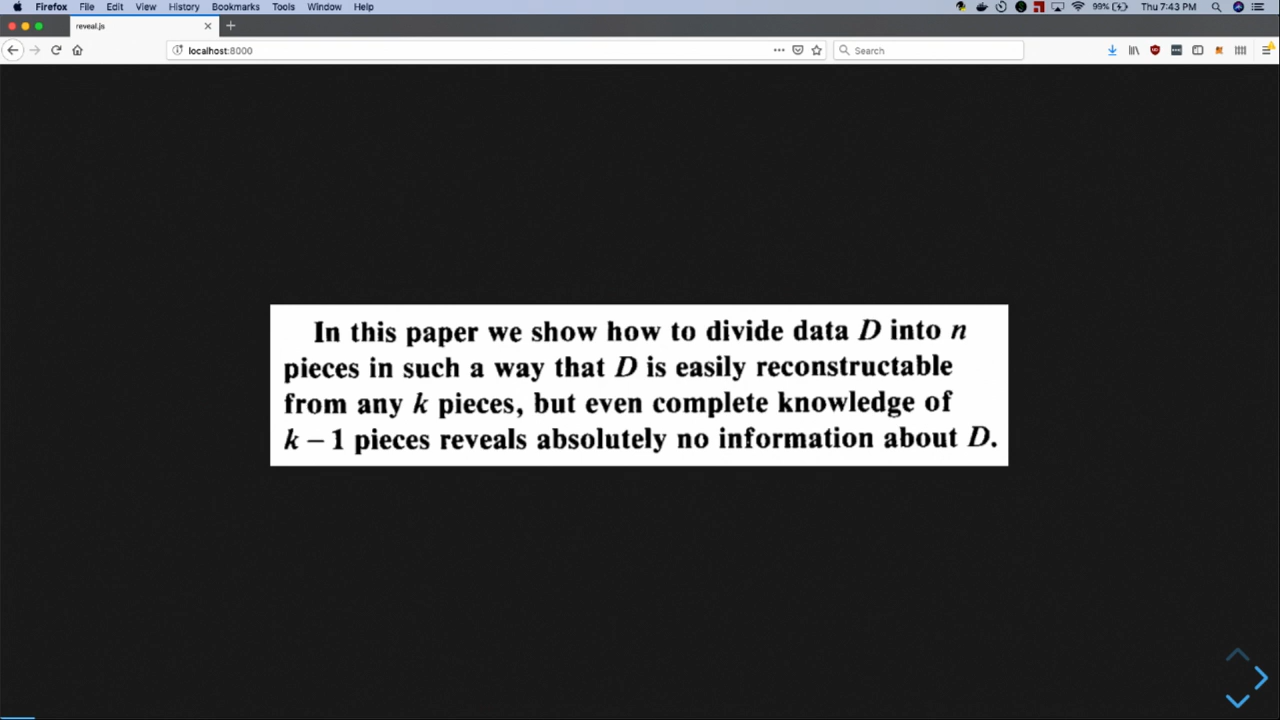 Firefox File Edit View History Bookmarks Tools Window Help 99% Thu 7:43 PM
reveal.js
localhost:8000 Search
In this paper we show how to divide data D into n
pieces in such a way that D is easily reconstructable
from any k pieces, but even complete knowledge of
k – 1 pieces reveals absolutely no information about D.